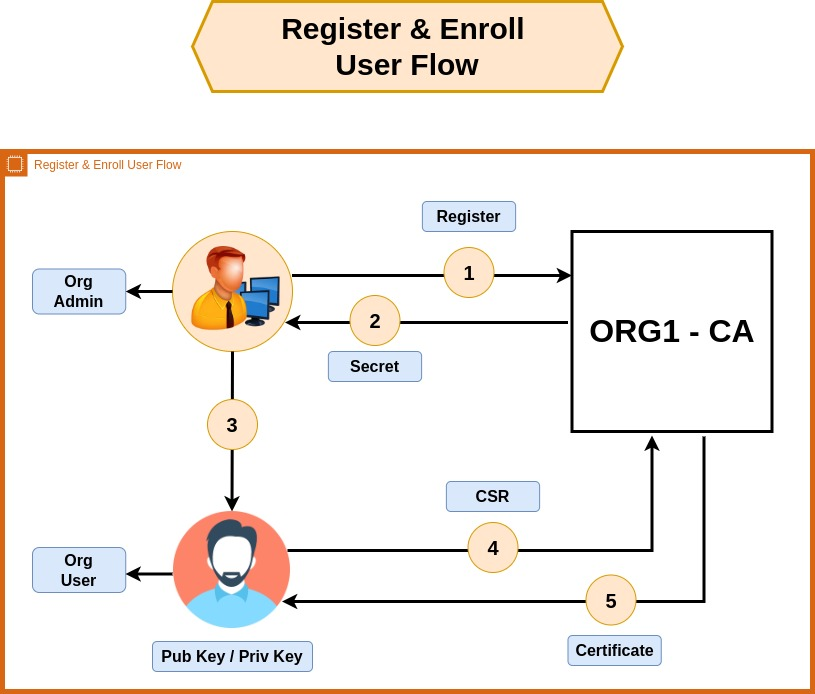 Register & Enroll
User Flow
Register & Enroll User Flow
Register
1
Org
Admin
2
Secret
ORG1 - CA
3
CSR
4
Org
User
5
Certificate
Pub Key / Priv Key